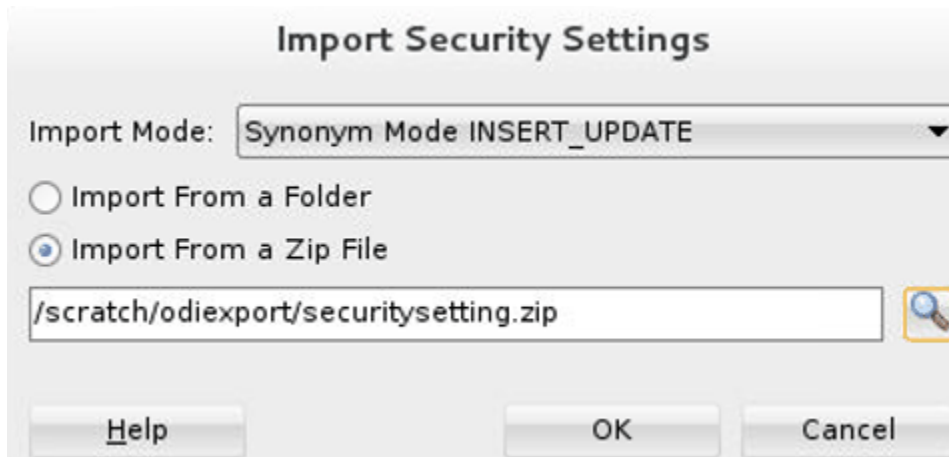 Import Security Settings
Import Mode: Synonym Mode INSERT_UPDATE
Import From a Folder
Import From a Zip File
/scratch/odiexport/securitysetting.zip
Help OK Cancel